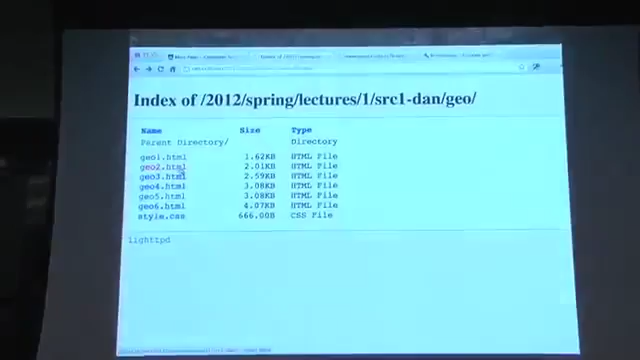 Index of /2012/spring/lectures/1/src1-dan/geo/
Name Size Type
Parent Directory/ Directory
geo1.html 1.62KB HTML File
geo2.html 2.01KB HTML File
geo3.html 2.59KB HTML File
geo4.html 3.08KB HTML File
geo5.html 3.08KB HTML File
geo6.html 4.07KB HTML File
style.css 666.00B CSS File
lighttpd